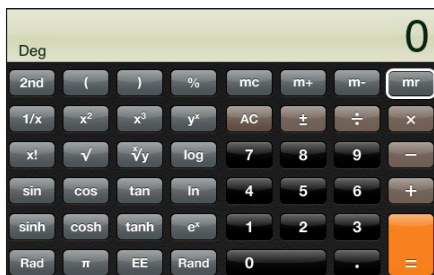 0
Deg
2nd ( ) % mc m+ m- mr
1/x x² x³ yˣ AC ± ÷ ×
x! √ ˣ√y log 7 8 9 −
sin cos tan ln 4 5 6 +
sinh cosh tanh eˣ 1 2 3
Rad π EE Rand 0 . =